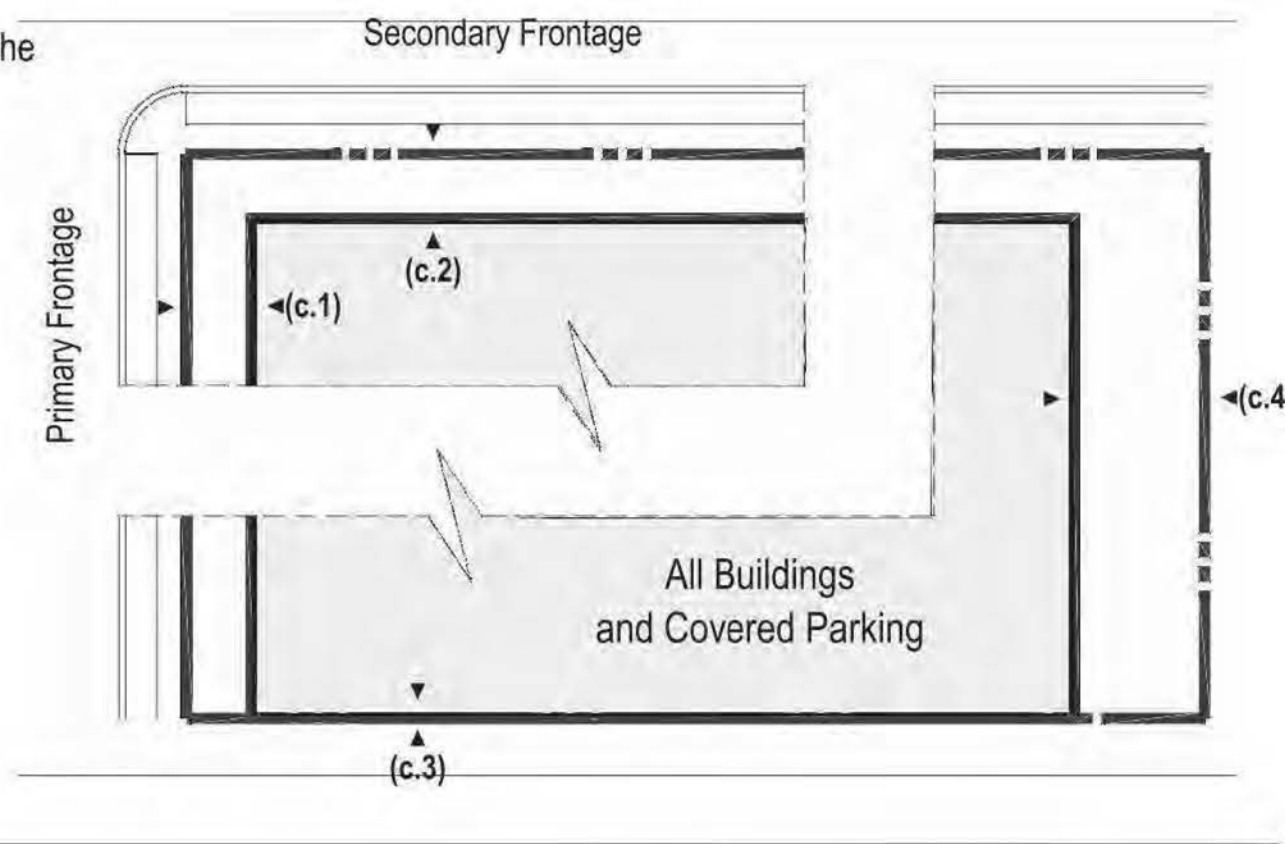 he
Secondary Frontage
Primary Frontage
(c.2)
(c.1)
(c.4
All Buildings
and Covered Parking
(c.3)